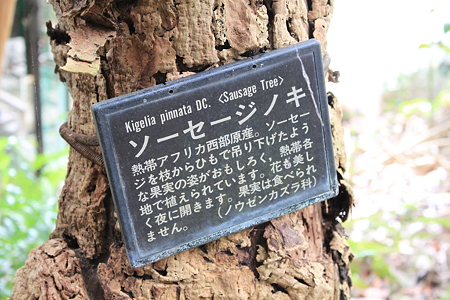 Kigelia pinnata DC. 〈Sausage Tree〉
ソーセージノキ
熱帯アフリカ西部原産。ソーセー
ジを枝からひもで吊り下げたよう
な果実の姿がおもしろく、熱帯各
地で植えられています。花も美し
く夜に開きます。果実は食べられ
ません。 (ノウゼンカズラ科)